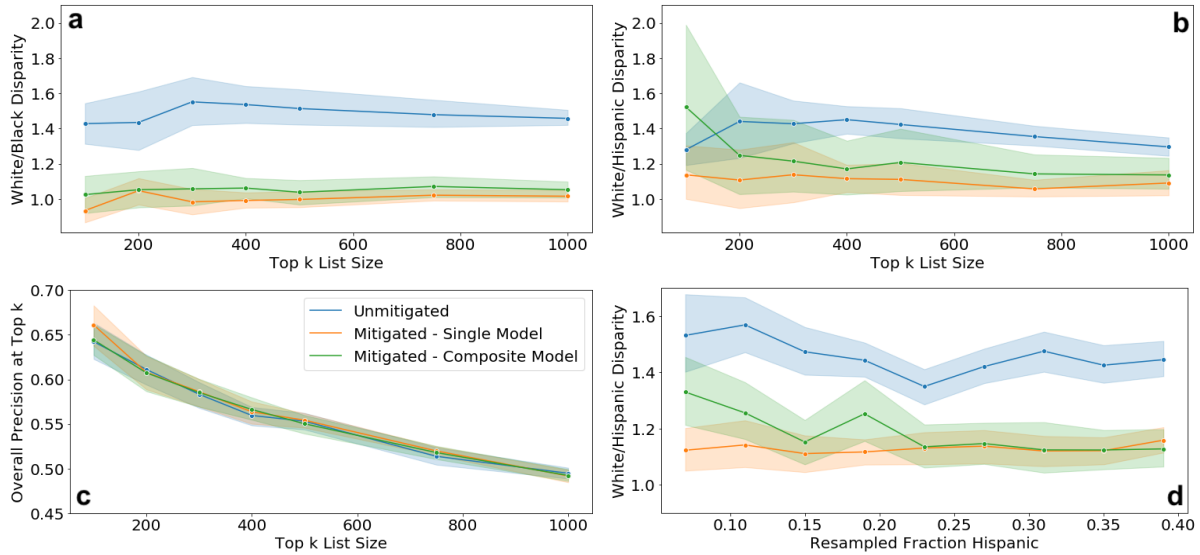 a
2.0
1.8
1.6
1.4
1.2
1.0
White/Black Disparity
200 400 600 800 1000
Top k List Size
b
2.0
1.8
1.6
1.4
1.2
1.0
White/Hispanic Disparity
200 400 600 800 1000
Top k List Size
0.70
0.65
0.60
0.55
0.50
0.45
Overall Precision at Top k
Unmitigated
Mitigated - Single Model
Mitigated - Composite Model
c
200 400 600 800 1000
Top k List Size
1.6
1.4
1.2
1.0
White/Hispanic Disparity
d
0.10 0.15 0.20 0.25 0.30 0.35 0.40
Resampled Fraction Hispanic